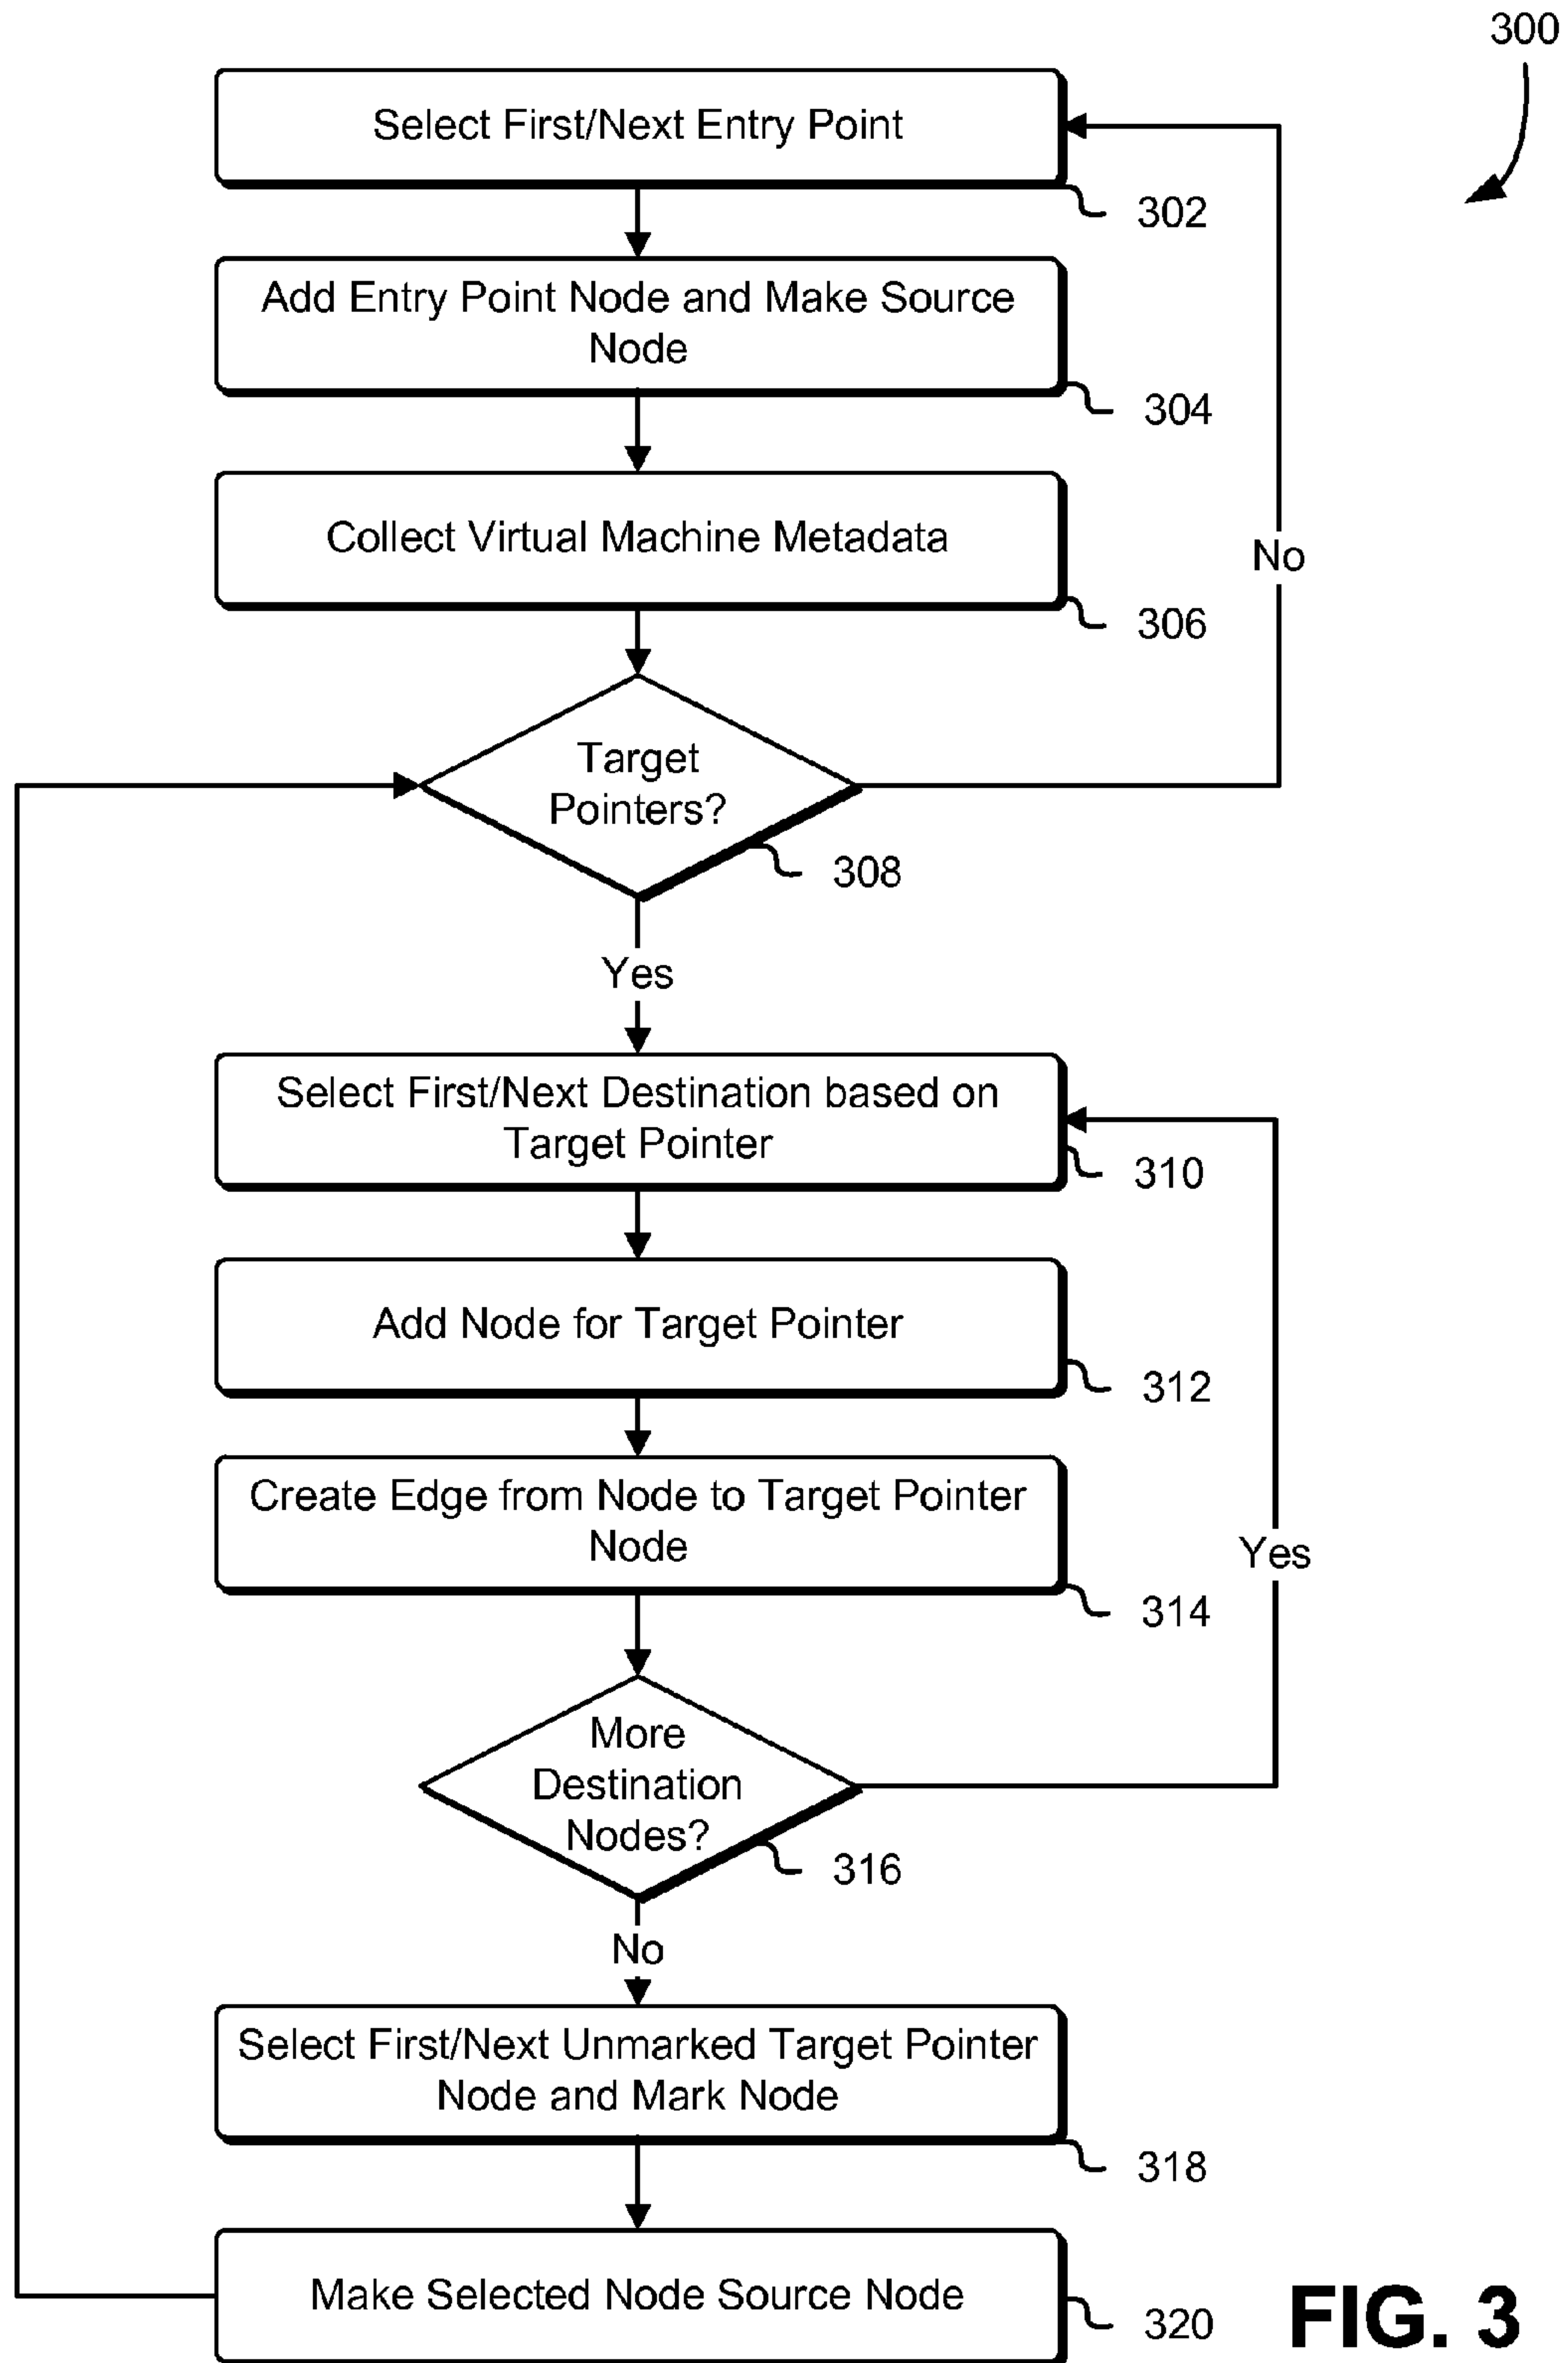 300
Select First/Next Entry Point
302
Add Entry Point Node and Make Source
Node
304
Collect Virtual Machine Metadata
306
No
Target
Pointers?
308
Yes
Select First/Next Destination based on
Target Pointer
310
Add Node for Target Pointer
312
Create Edge from Node to Target Pointer
Node
314
Yes
More
Destination
Nodes?
316
No
Select First/Next Unmarked Target Pointer
Node and Mark Node
318
Make Selected Node Source Node
320
FIG. 3